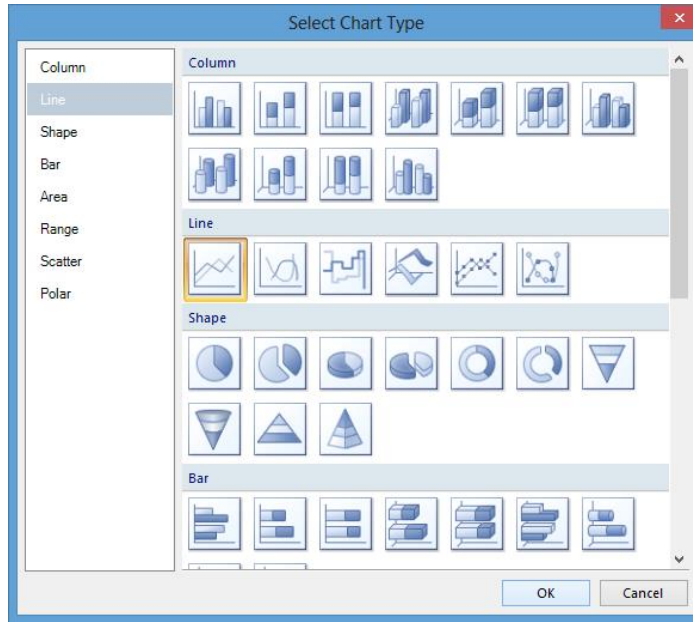 Select Chart Type
Column
Line
Shape
Bar
Area
Range
Scatter
Polar
Column
Line
Shape
Bar
OK
Cancel